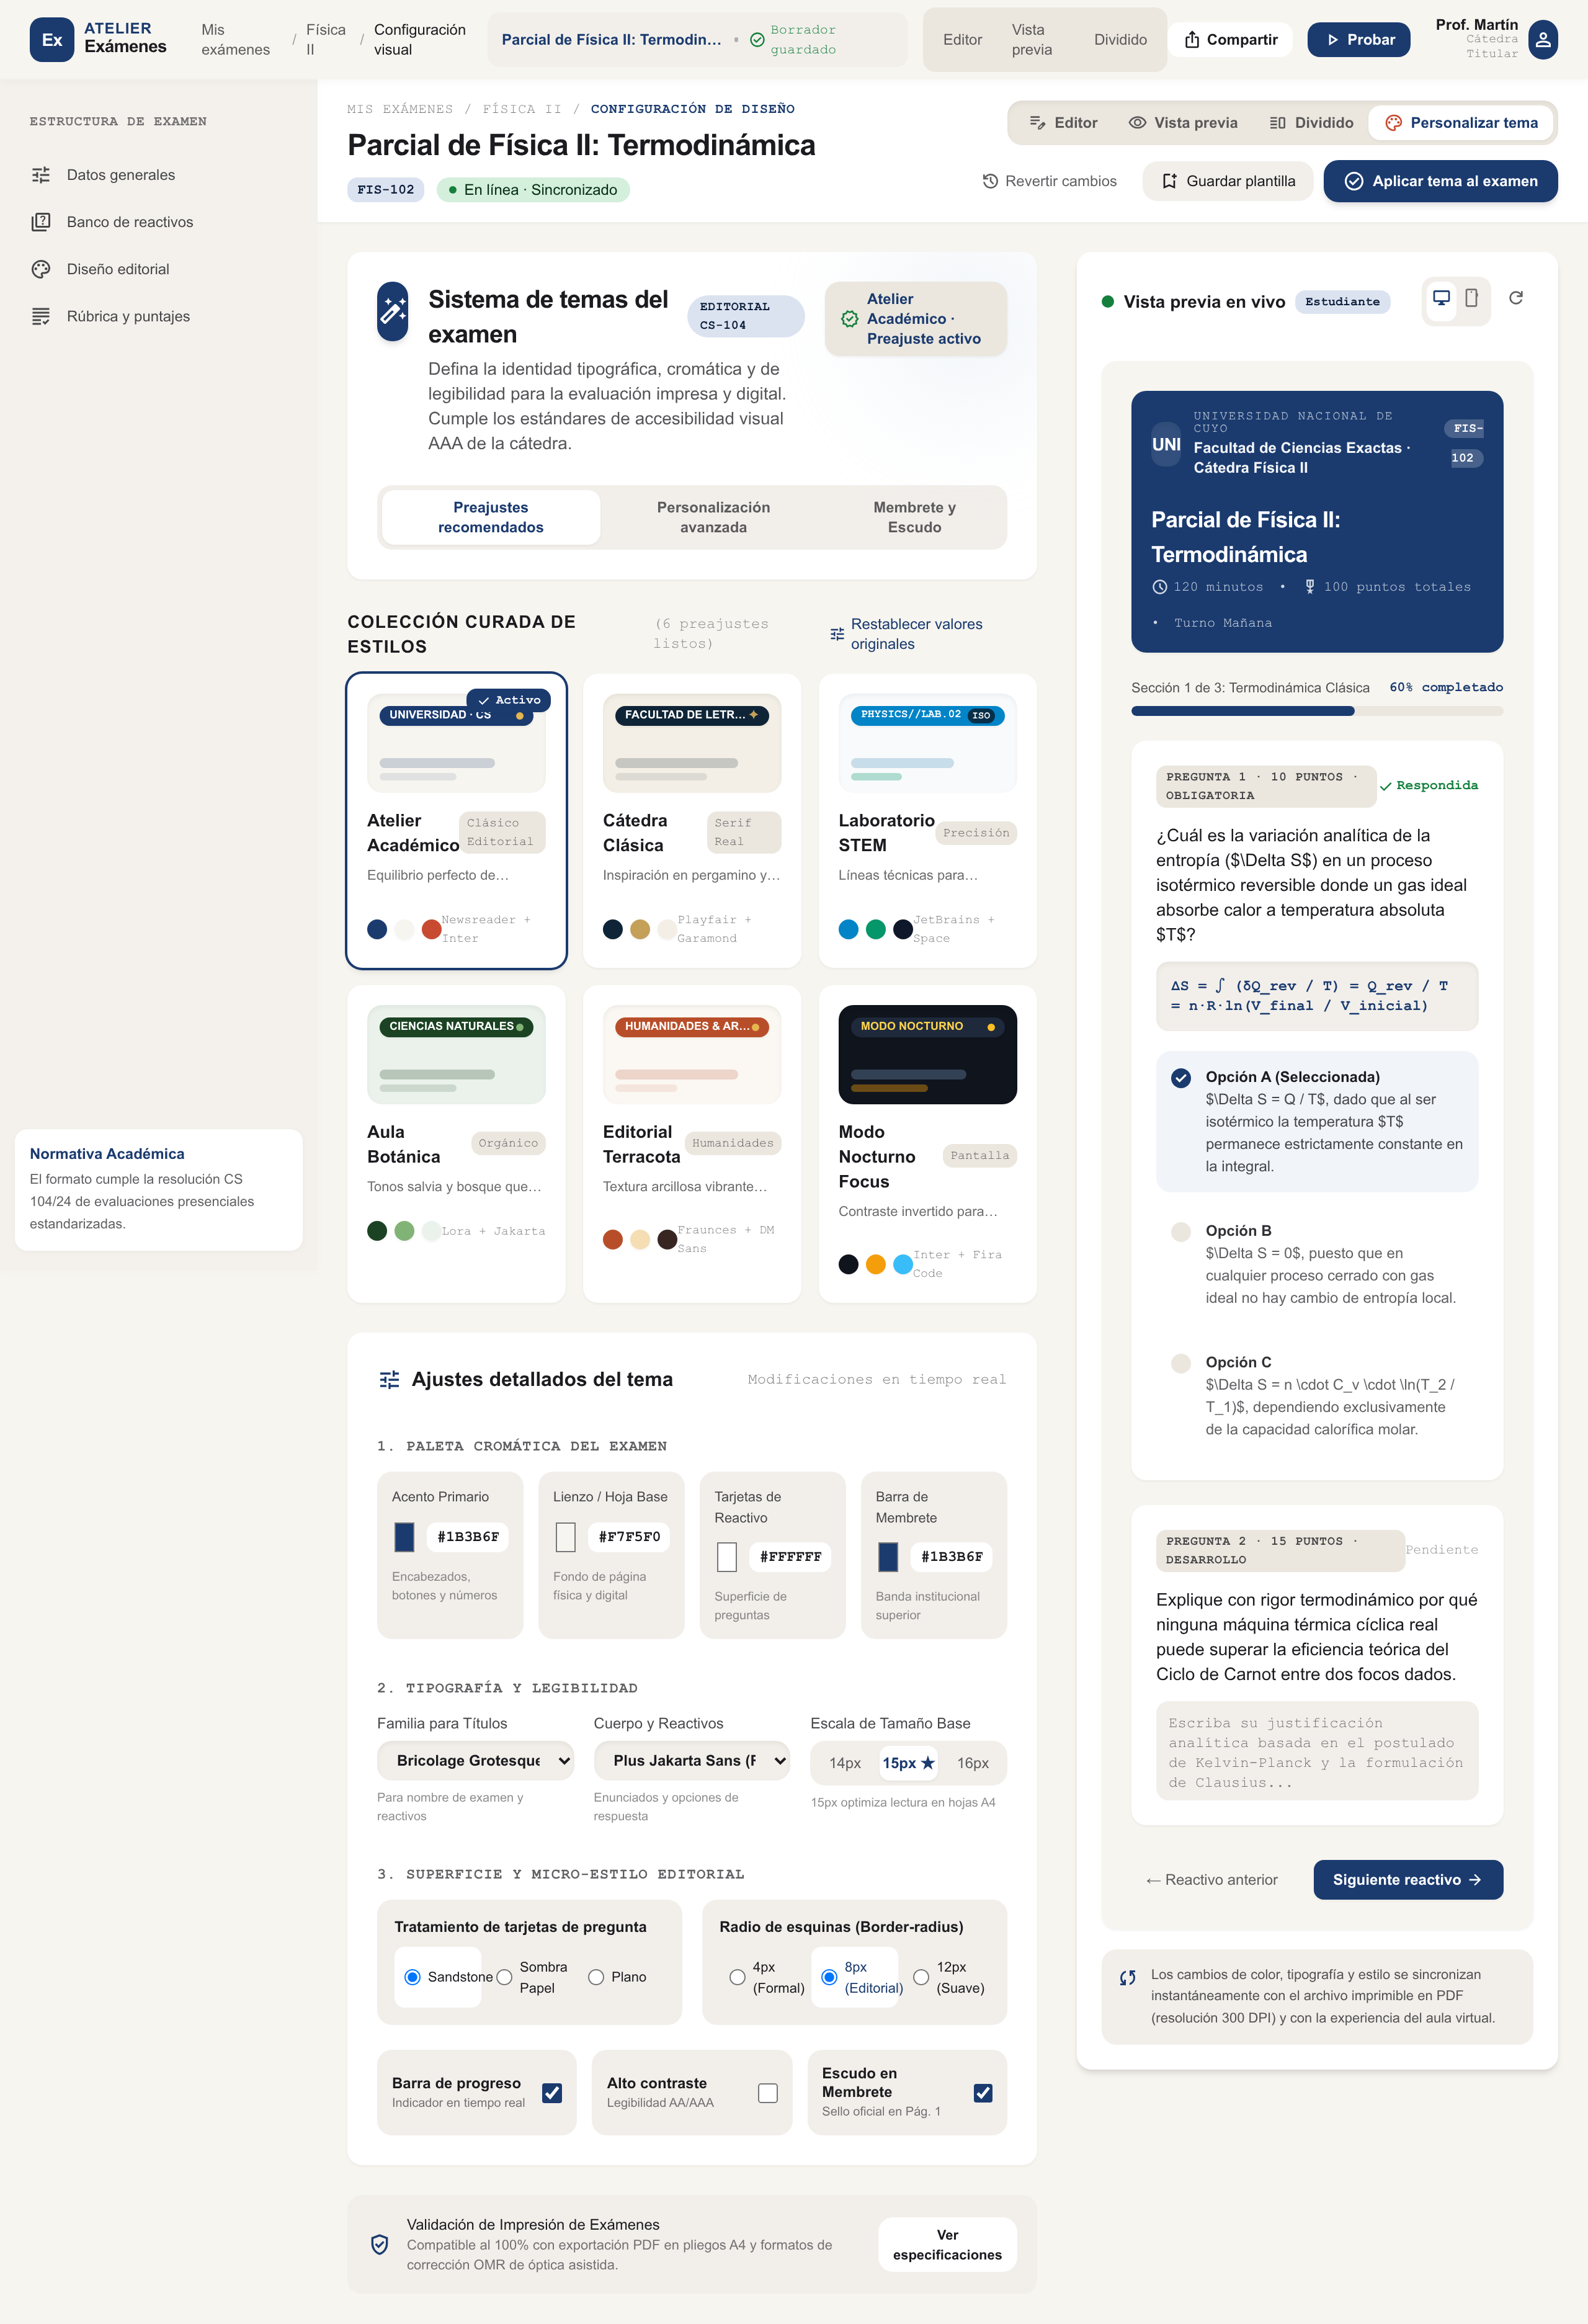 Ex
ATELIER
Exámenes
Mis
exámenes
/
Física
II
/
Configuración
visual
Parcial de Física II: Termodin... • Borrador
guardado
Editor
Vista
previa
Dividido
Compartir
Probar
Prof. Martín
Cátedra
Titular
ESTRUCTURA DE EXAMEN
Datos generales
Banco de reactivos
Diseño editorial
Rúbrica y puntajes
Normativa Académica
El formato cumple la resolución CS
104/24 de evaluaciones presenciales
estandarizadas.
MIS EXÁMENES / FÍSICA II / CONFIGURACIÓN DE DISEÑO
Parcial de Física II: Termodinámica
FIS-102
En línea · Sincronizado
Editor
Vista previa
Dividido
Personalizar tema
Revertir cambios
Guardar plantilla
Aplicar tema al examen
Sistema de temas del
examen
EDITORIAL
CS-104
Atelier
Académico ·
Preajuste activo
Defina la identidad tipográfica, cromática y de
legibilidad para la evaluación impresa y digital.
Cumple los estándares de accesibilidad visual
AAA de la cátedra.
Preajustes
recomendados
Personalización
avanzada
Membrete y
Escudo
COLECCIÓN CURADA DE
ESTILOS
(6 preajustes
listos)
Restablecer valores
originales
Activo
UNIVERSIDAD · CS
Atelier
Académico
Clásico
Editorial
Equilibrio perfecto de...
Newsreader +
Inter
FACULTAD DE LETR... ✦
Cátedra
Clásica
Serif
Real
Inspiración en pergamino y...
Playfair +
Garamond
PHYSICS//LAB.02 ISO
Laboratorio
STEM
Precisión
Líneas técnicas para...
JetBrains +
Space
CIENCIAS NATURALES
Aula
Botánica
Orgánico
Tonos salvia y bosque que...
Lora + Jakarta
HUMANIDADES & AR...
Editorial
Terracota
Humanidades
Textura arcillosa vibrante...
Fraunces + DM
Sans
MODO NOCTURNO
Modo
Nocturno
Focus
Pantalla
Contraste invertido para...
Inter + Fira
Code
Ajustes detallados del tema
Modificaciones en tiempo real
1. PALETA CROMÁTICA DEL EXAMEN
Acento Primario
#1B3B6F
Encabezados,
botones y números
Lienzo / Hoja Base
#F7F5F0
Fondo de página
física y digital
Tarjetas de
Reactivo
#FFFFFF
Superficie de
preguntas
Barra de
Membrete
#1B3B6F
Banda institucional
superior
2. TIPOGRAFÍA Y LEGIBILIDAD
Familia para Títulos
Bricolage Grotesque
Para nombre de examen y
reactivos
Cuerpo y Reactivos
Plus Jakarta Sans (F
Enunciados y opciones de
respuesta
Escala de Tamaño Base
14px
15px ★
16px
15px optimiza lectura en hojas A4
3. SUPERFICIE Y MICRO-ESTILO EDITORIAL
Tratamiento de tarjetas de pregunta
Sandstone
Sombra
Papel
Plano
Radio de esquinas (Border-radius)
4px
(Formal)
8px
(Editorial)
12px
(Suave)
Barra de progreso
Indicador en tiempo real
Alto contraste
Legibilidad AA/AAA
Escudo en
Membrete
Sello oficial en Pág. 1
Validación de Impresión de Exámenes
Compatible al 100% con exportación PDF en pliegos A4 y formatos de
corrección OMR de óptica asistida.
Ver
especificaciones
Vista previa en vivo
Estudiante
UNI
UNIVERSIDAD NACIONAL DE
CUYO
Facultad de Ciencias Exactas ·
Cátedra Física II
FIS-
102
Parcial de Física II:
Termodinámica
120 minutos • 100 puntos totales
• Turno Mañana
Sección 1 de 3: Termodinámica Clásica
60% completado
PREGUNTA 1 · 10 PUNTOS ·
OBLIGATORIA
Respondida
¿Cuál es la variación analítica de la
entropía ($\Delta S$) en un proceso
isotérmico reversible donde un gas ideal
absorbe calor a temperatura absoluta
$T$?
ΔS = ∫ (δQ_rev / T) = Q_rev / T
= n·R·ln(V_final / V_inicial)
Opción A (Seleccionada)
$\Delta S = Q / T$, dado que al ser
isotérmico la temperatura $T$
permanece estrictamente constante en
la integral.
Opción B
$\Delta S = 0$, puesto que en
cualquier proceso cerrado con gas
ideal no hay cambio de entropía local.
Opción C
$\Delta S = n \cdot C_v \cdot \ln(T_2 /
T_1)$, dependiendo exclusivamente
de la capacidad calorífica molar.
PREGUNTA 2 · 15 PUNTOS ·
DESARROLLO
Pendiente
Explique con rigor termodinámico por qué
ninguna máquina térmica cíclica real
puede superar la eficiencia teórica del
Ciclo de Carnot entre dos focos dados.
Escriba su justificación
analítica basada en el postulado
de Kelvin-Planck y la formulación
de Clausius...
← Reactivo anterior
Siguiente reactivo →
Los cambios de color, tipografía y estilo se sincronizan
instantáneamente con el archivo imprimible en PDF
(resolución 300 DPI) y con la experiencia del aula virtual.